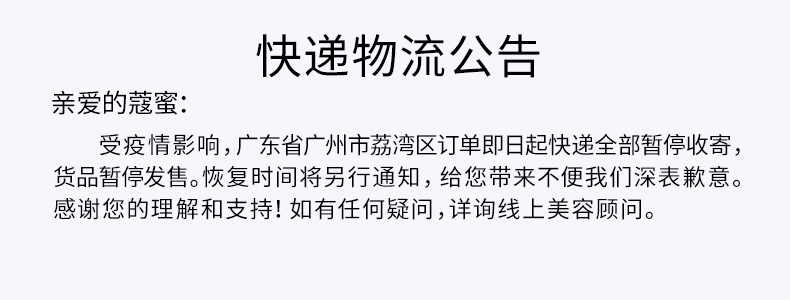 快递物流公告
亲爱的蔻蜜：
受疫情影响，广东省广州市荔湾区订单即日起快递全部暂停收寄，
货品暂停发售。恢复时间将另行通知，给您带来不便我们深表歉意。
感谢您的理解和支持！如有任何疑问，详询线上美容顾问。